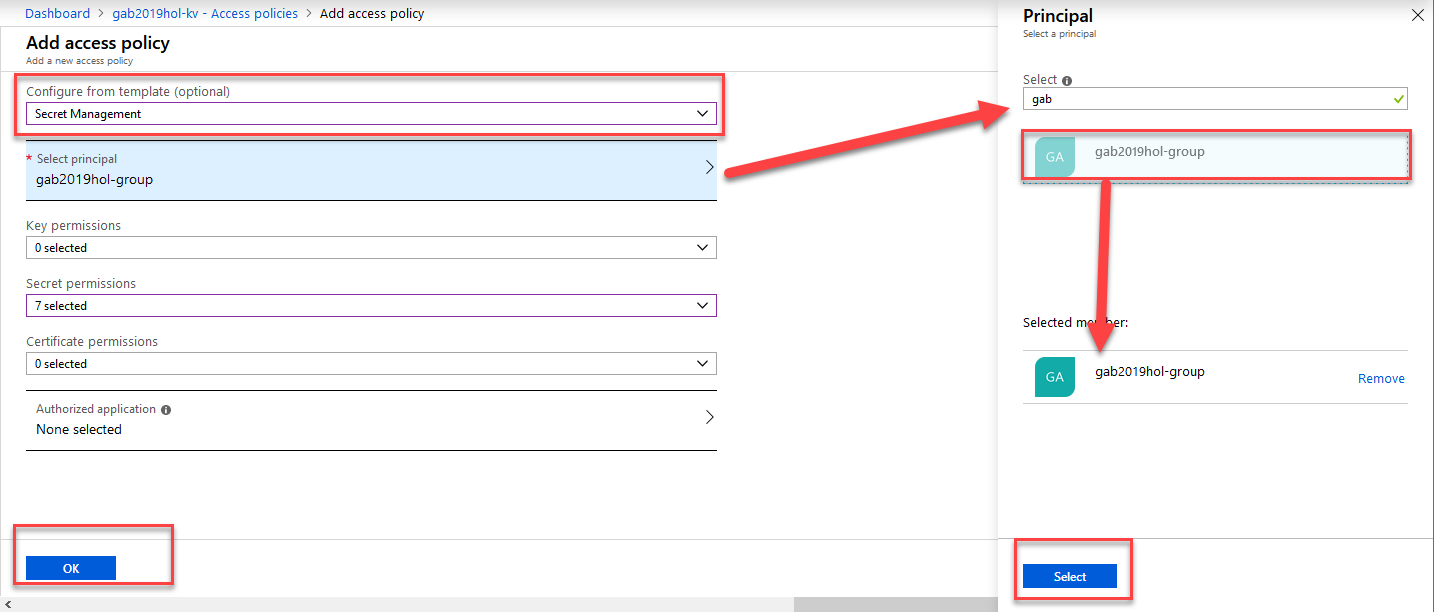 Dashboard > gab2019hol-kv - Access policies > Add access policy
Add access policy
Add a new access policy
Configure from template (optional)
Secret Management
* Select principal
gab2019hol-group
Key permissions
0 selected
Secret permissions
7 selected
Certificate permissions
0 selected
Authorized application
None selected
OK
Principal
Select a principal
Select
gab
GA
gab2019hol-group
Selected member:
GA
gab2019hol-group
Remove
Select